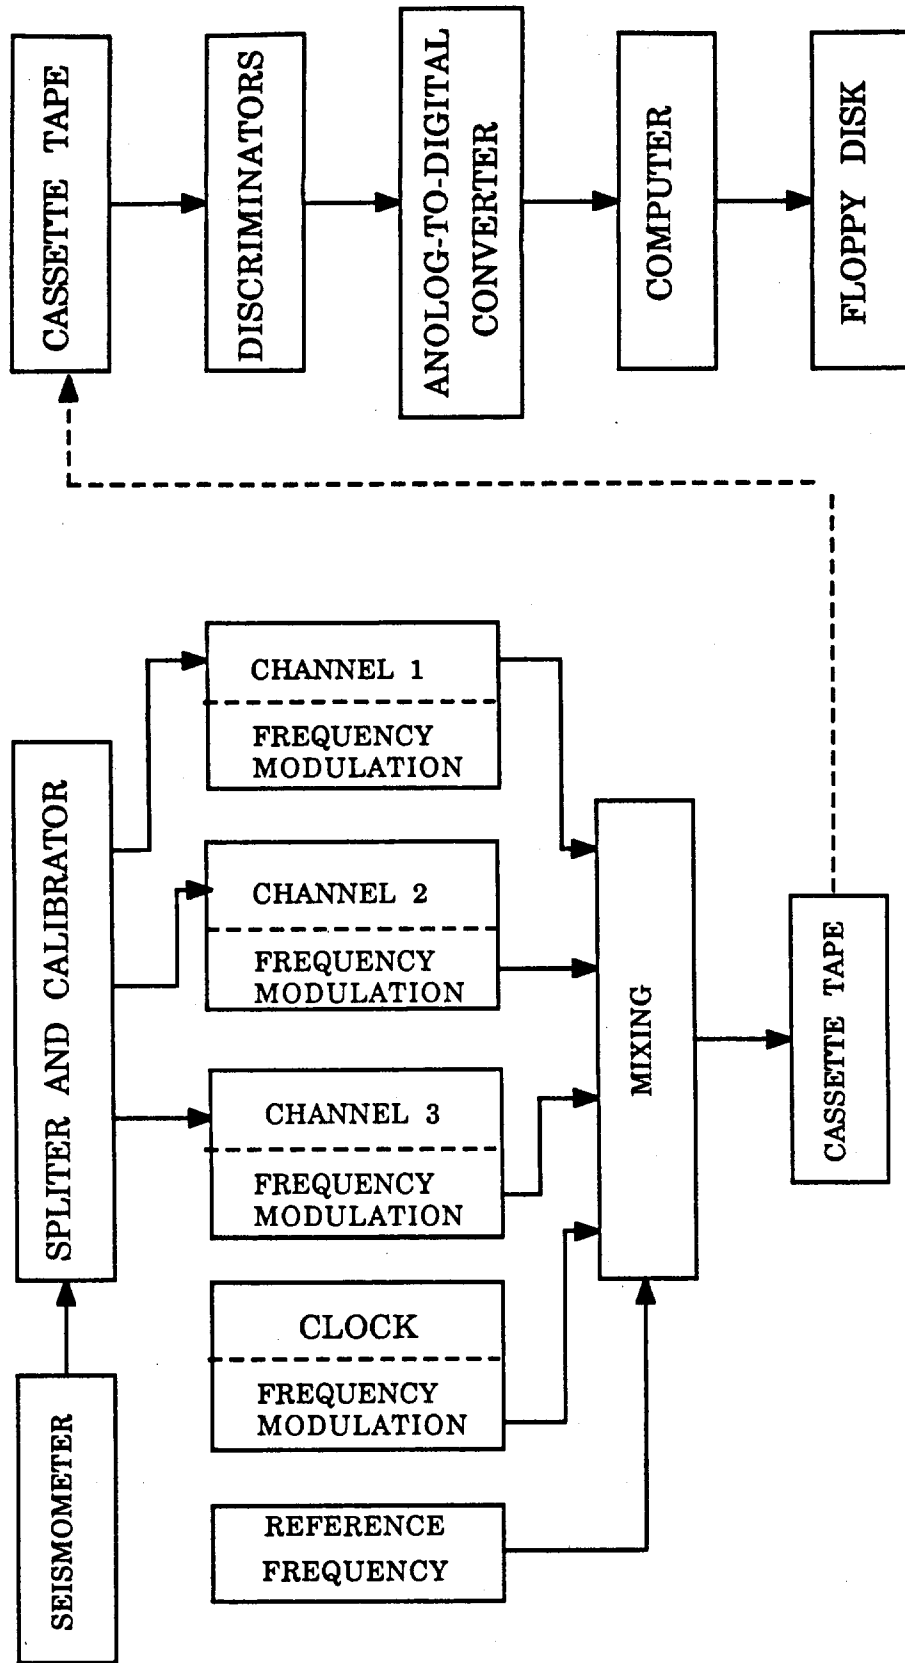 SEISMOMETER
SPLITER AND CALIBRATOR
CHANNEL 1
FREQUENCY
MODULATION
CHANNEL 2
FREQUENCY
MODULATION
CHANNEL 3
FREQUENCY
MODULATION
CLOCK
FREQUENCY
MODULATION
REFERENCE
FREQUENCY
MIXING
CASSETTE TAPE
CASSETTE TAPE
DISCRIMINATORS
ANOLOG-TO-DIGITAL
CONVERTER
COMPUTER
FLOPPY DISK